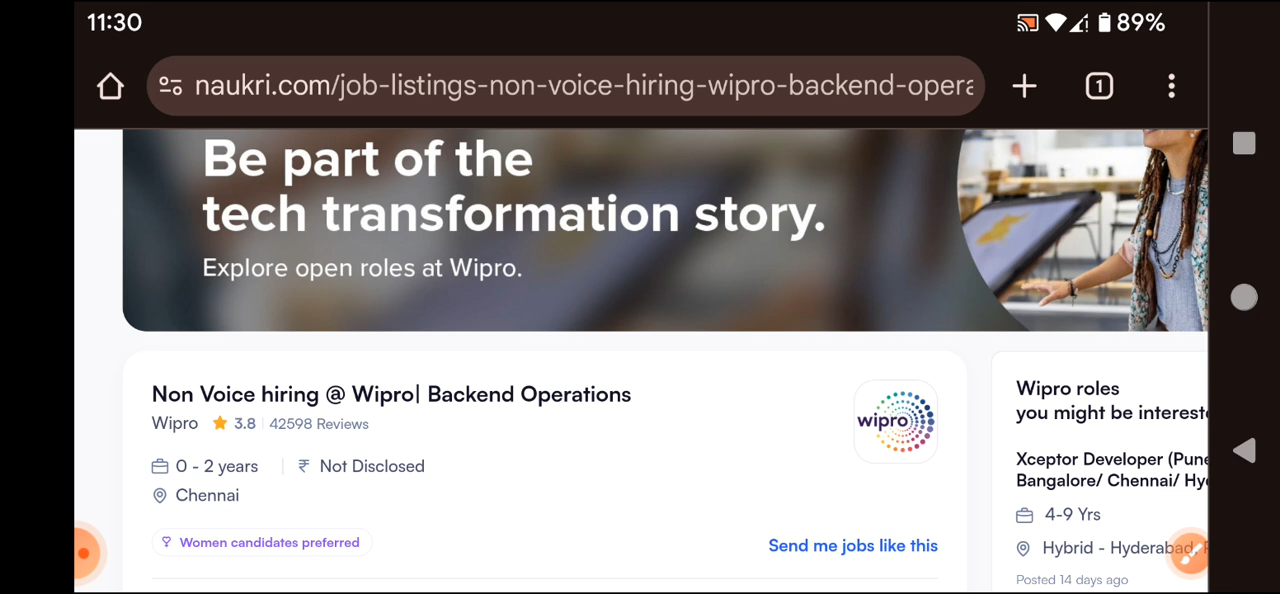 11:30
89%
naukri.com/job-listings-non-voice-hiring-wipro-backend-opera
1
Be part of the
tech transformation story.
Explore open roles at Wipro.
Non Voice hiring @ Wipro| Backend Operations
Wipro 3.8 42598 Reviews
wipro
0 - 2 years ₹ Not Disclosed
Chennai
Women candidates preferred
Send me jobs like this
Wipro roles
you might be intereste
Xceptor Developer (Pune
Bangalore/ Chennai/ Hy
4-9 Yrs
Hybrid - Hyderabad,
Posted 14 days ago